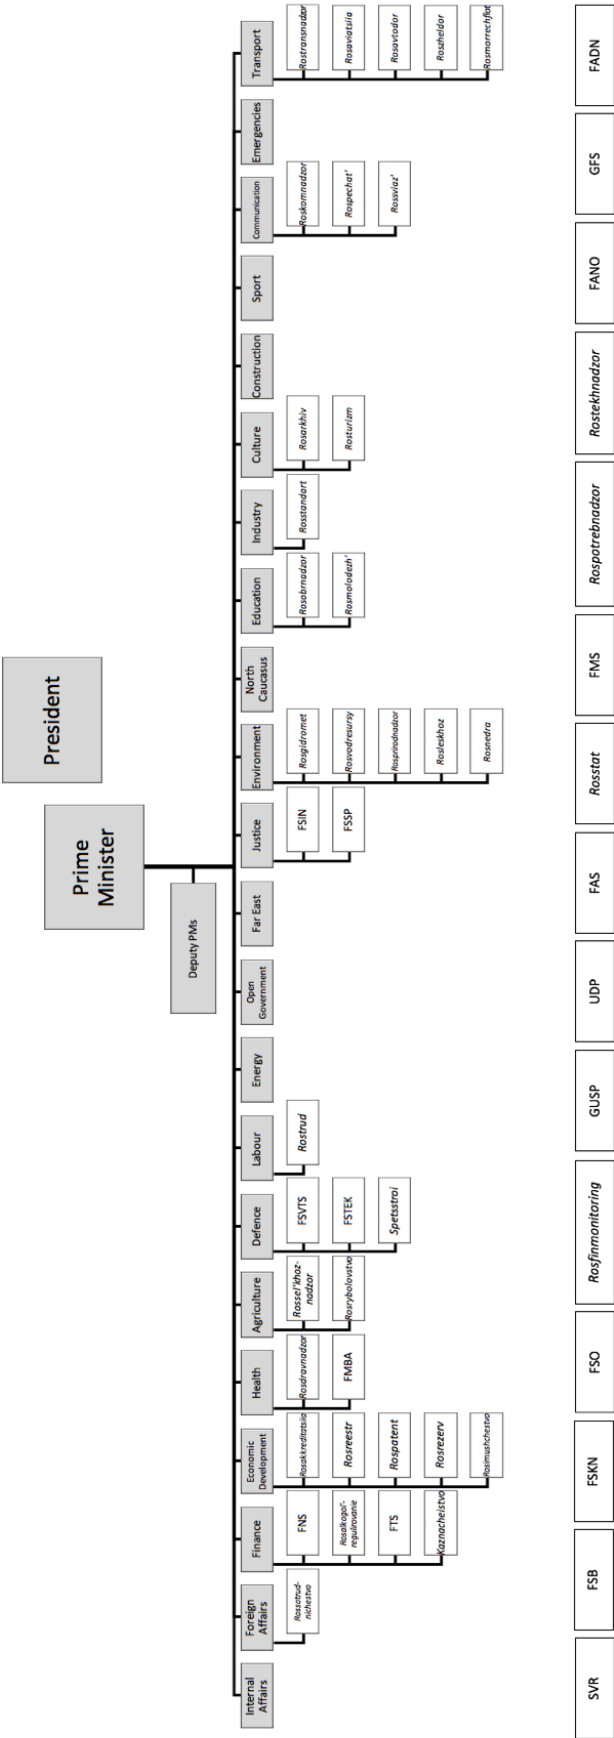 President
Prime
Minister
Deputy PMs
Internal
Affairs
Foreign
Affairs
Rossotrud-
nichestvo
Finance
FNS
Rosalkogol'-
regulirovanie
FTS
Kaznacheistvo
Economic
Development
Rosakkreditatsiia
Rosreestr
Rospatent
Rosrezerv
Rosimushchestvo
Health
Rosdravnadzor
FMBA
Agriculture
Rossel'khoz-
nadzor
Rosrybolovstvo
Defence
FSVTS
FSTEK
Spetsstroi
Labour
Rostrud
Energy
Open
Government
Far East
Justice
FSIN
FSSP
Environment
Rosgidromet
Rosvodresursy
Rosprirodnadzor
Rosleskhoz
Rosnedra
North
Caucasus
Education
Rosobrnadzor
Rosmolodezh'
Industry
Rosstandart
Culture
Rosarkhiv
Rosturizm
Construction
Sport
Communication
Roskomnadzor
Rospechat'
Rossviaz'
Emergencies
Transport
Rostransnadzor
Rosaviatsiia
Rosavtodor
Roszheldor
Rosmorrechflot
SVR
FSB
FSKN
FSO
Rosfinmonitoring
GUSP
UDP
FAS
Rosstat
FMS
Rospotrebnadzor
Rostekhnadzor
FANO
GFS
FADN